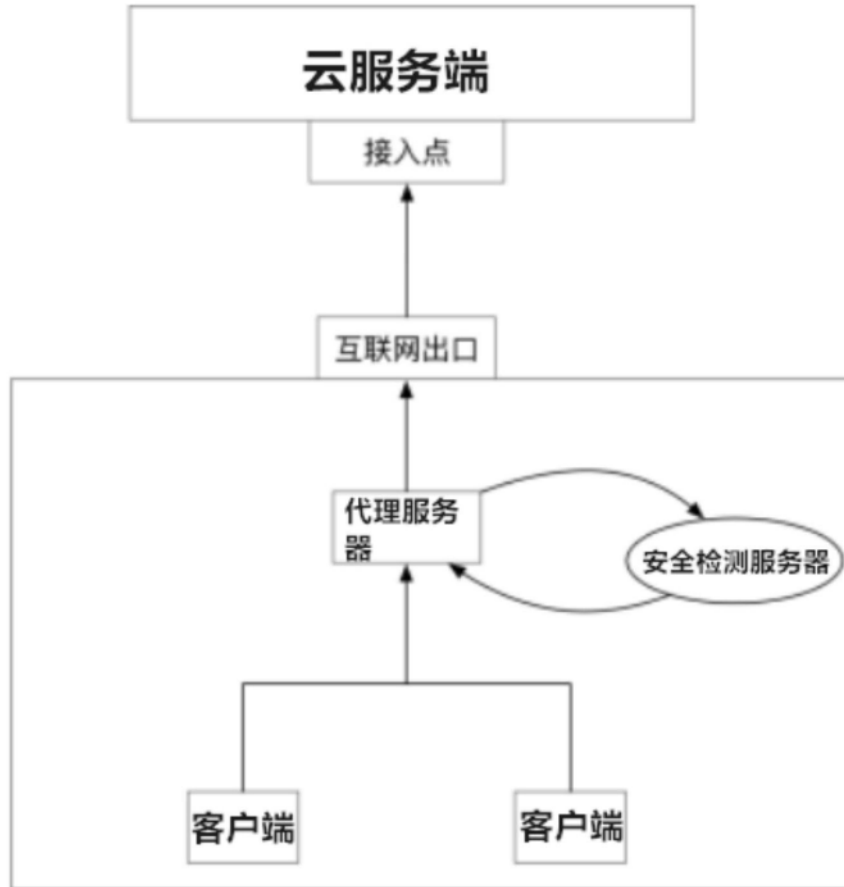 云服务端
接入点
互联网出口
代理服务
器
安全检测服务器
客户端
客户端